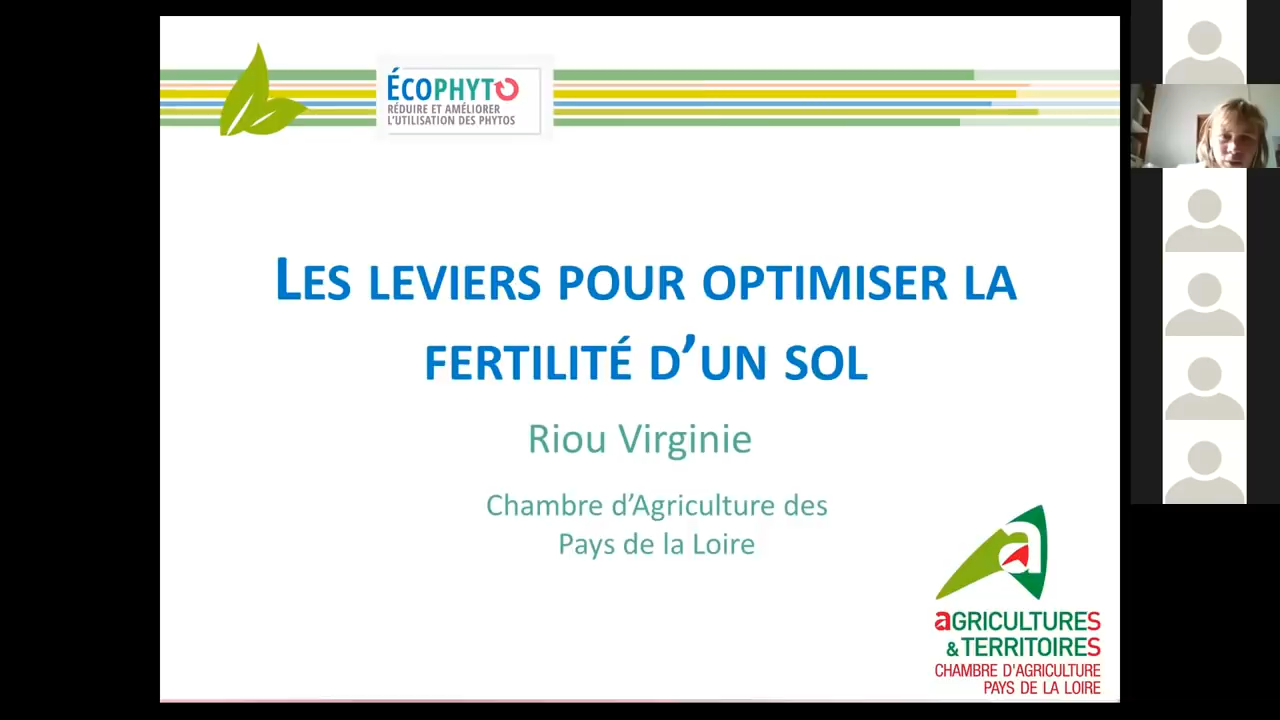 ÉCOPHYTO
RÉDUIRE ET AMÉLIORER
L'UTILISATION DES PHYTOS
LES LEVIERS POUR OPTIMISER LA
FERTILITÉ D'UN SOL
Riou Virginie
Chambre d'Agriculture des
Pays de la Loire
a
aGRICULTURES
& TERRITOIRES
CHAMBRE D'AGRICULTURE
PAYS DE LA LOIRE